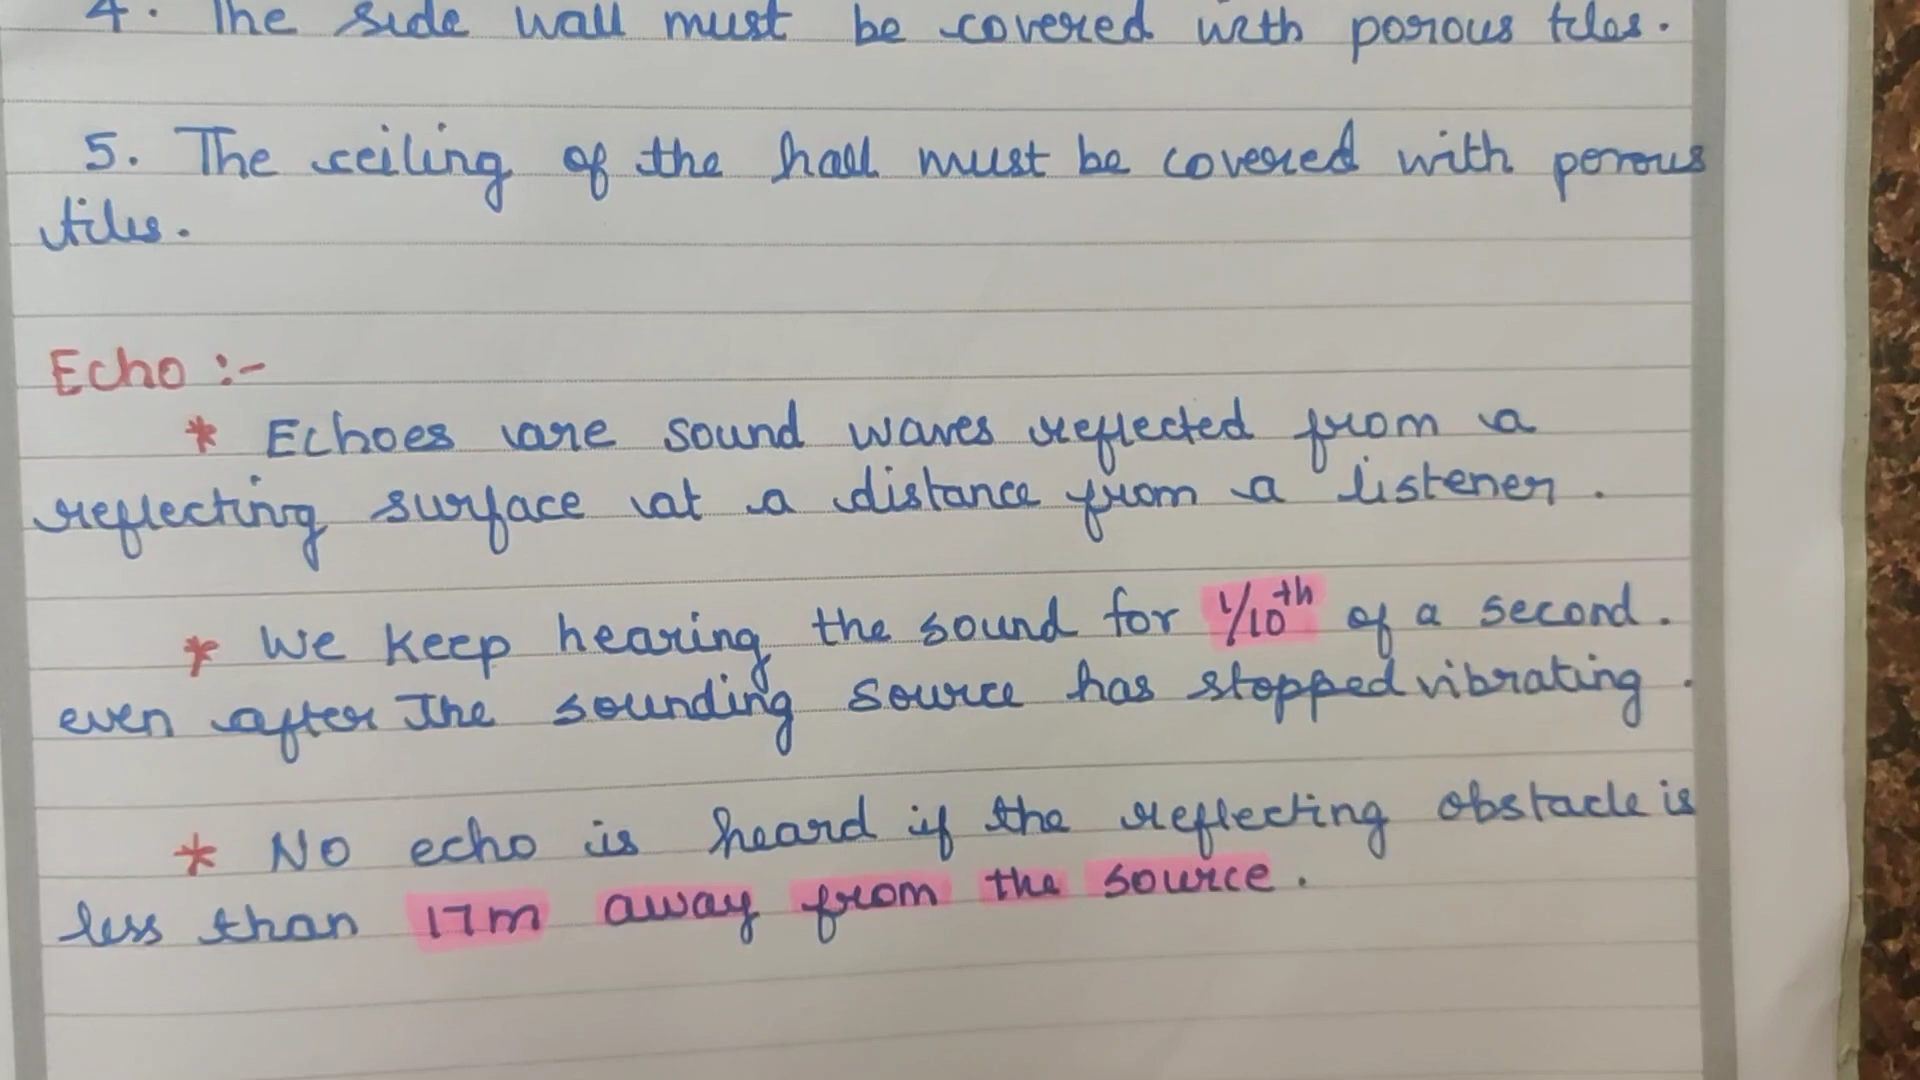 4. The side wall must be covered with porous tiles.
5. The ceiling of the hall must be covered with porous
tiles.
Echo :-
* Echoes are sound waves reflected from a
reflecting surface at a distance from a listener.
* We keep hearing the sound for 1/10th of a second.
even after The sounding source has stopped vibrating.
* No echo is heard if the reflecting obstacle is
less than 17m away from the source.